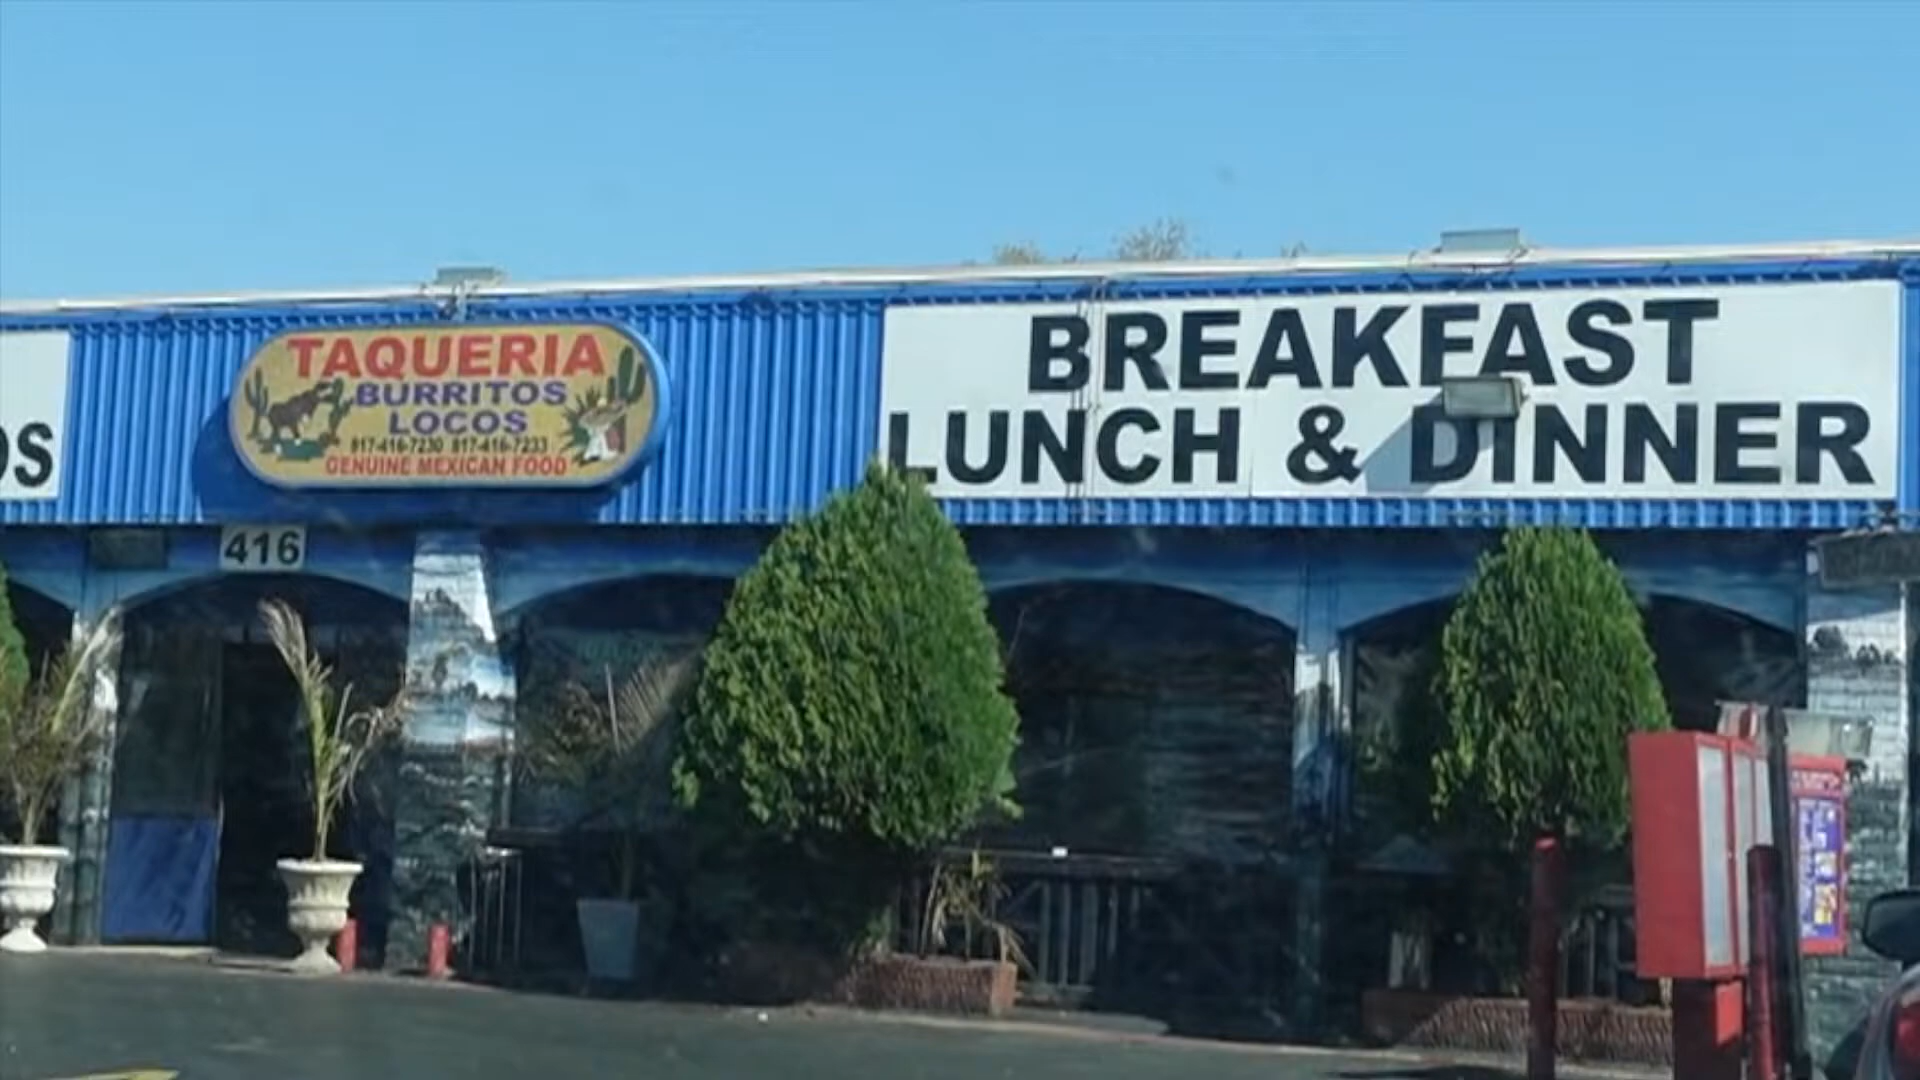 OS
TAQUERIA
BURRITOS
LOCOS
817-416-7230 817-416-7233
GENUINE MEXICAN FOOD
BREAKFAST
LUNCH & DINNER
416